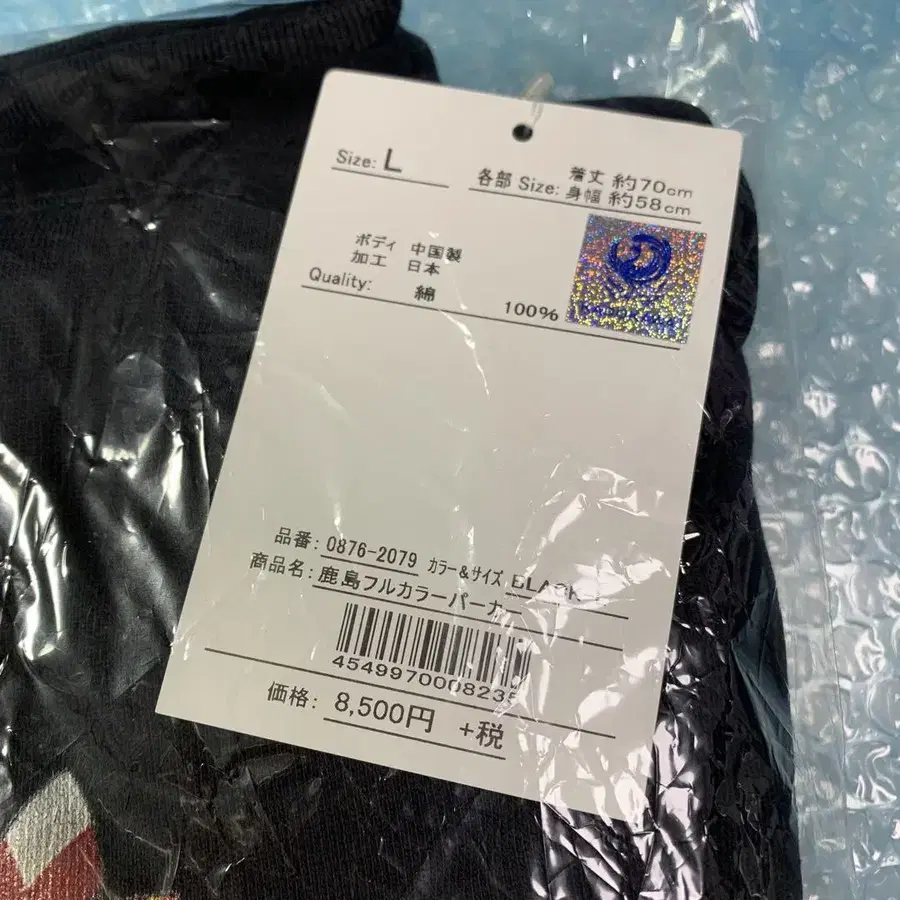 Size: L
着丈 約70cm
各部 Size: 身幅 約58cm
ボディ 中国製
加工 日本
Quality: 綿 100%
KADOKAWA
品番: 0876-2079 カラー&サイズ BLACK
商品名: 鹿島フルカラーパーカー
4549970008235
価格: 8,500円 +税